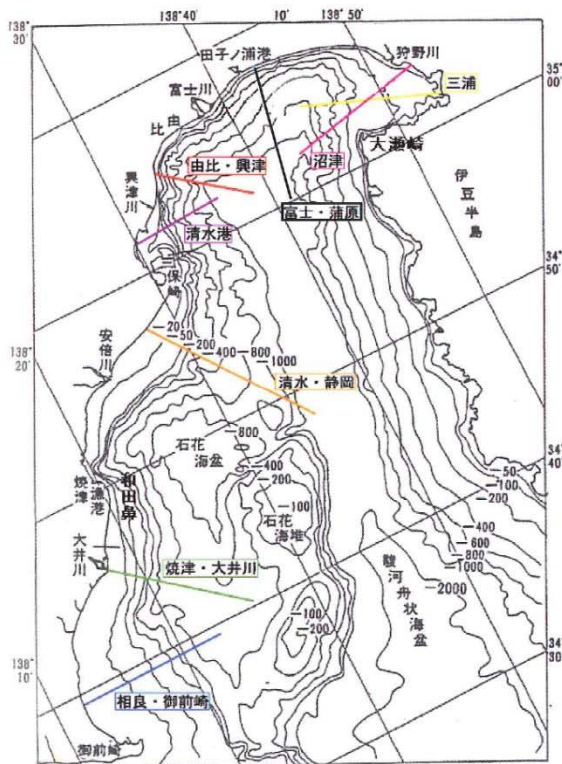 138°
30'
138°40'
10'
138°50'
田子ノ浦港
狩野川
35°
00'
富士川
三浦
由
比
沼津
大瀬崎
由比・興津
富士・蒲原
伊豆半島
興津川
清水港
34°
50'
三保崎
138°
20'
安倍川
-20
-50
-200
-400
-800
-1000
清水・静岡
-800
石花
海盆
-400
-200
-100
石花
海堆
34°
40'
-50
-100
-200
-400
-600
-800
-1000
焼津
漁港
和田鼻
大井川
焼津・大井川
駿河舟状海盆
-2000
-100
-200
138°
10'
34°
30'
相良・御前崎
御前崎